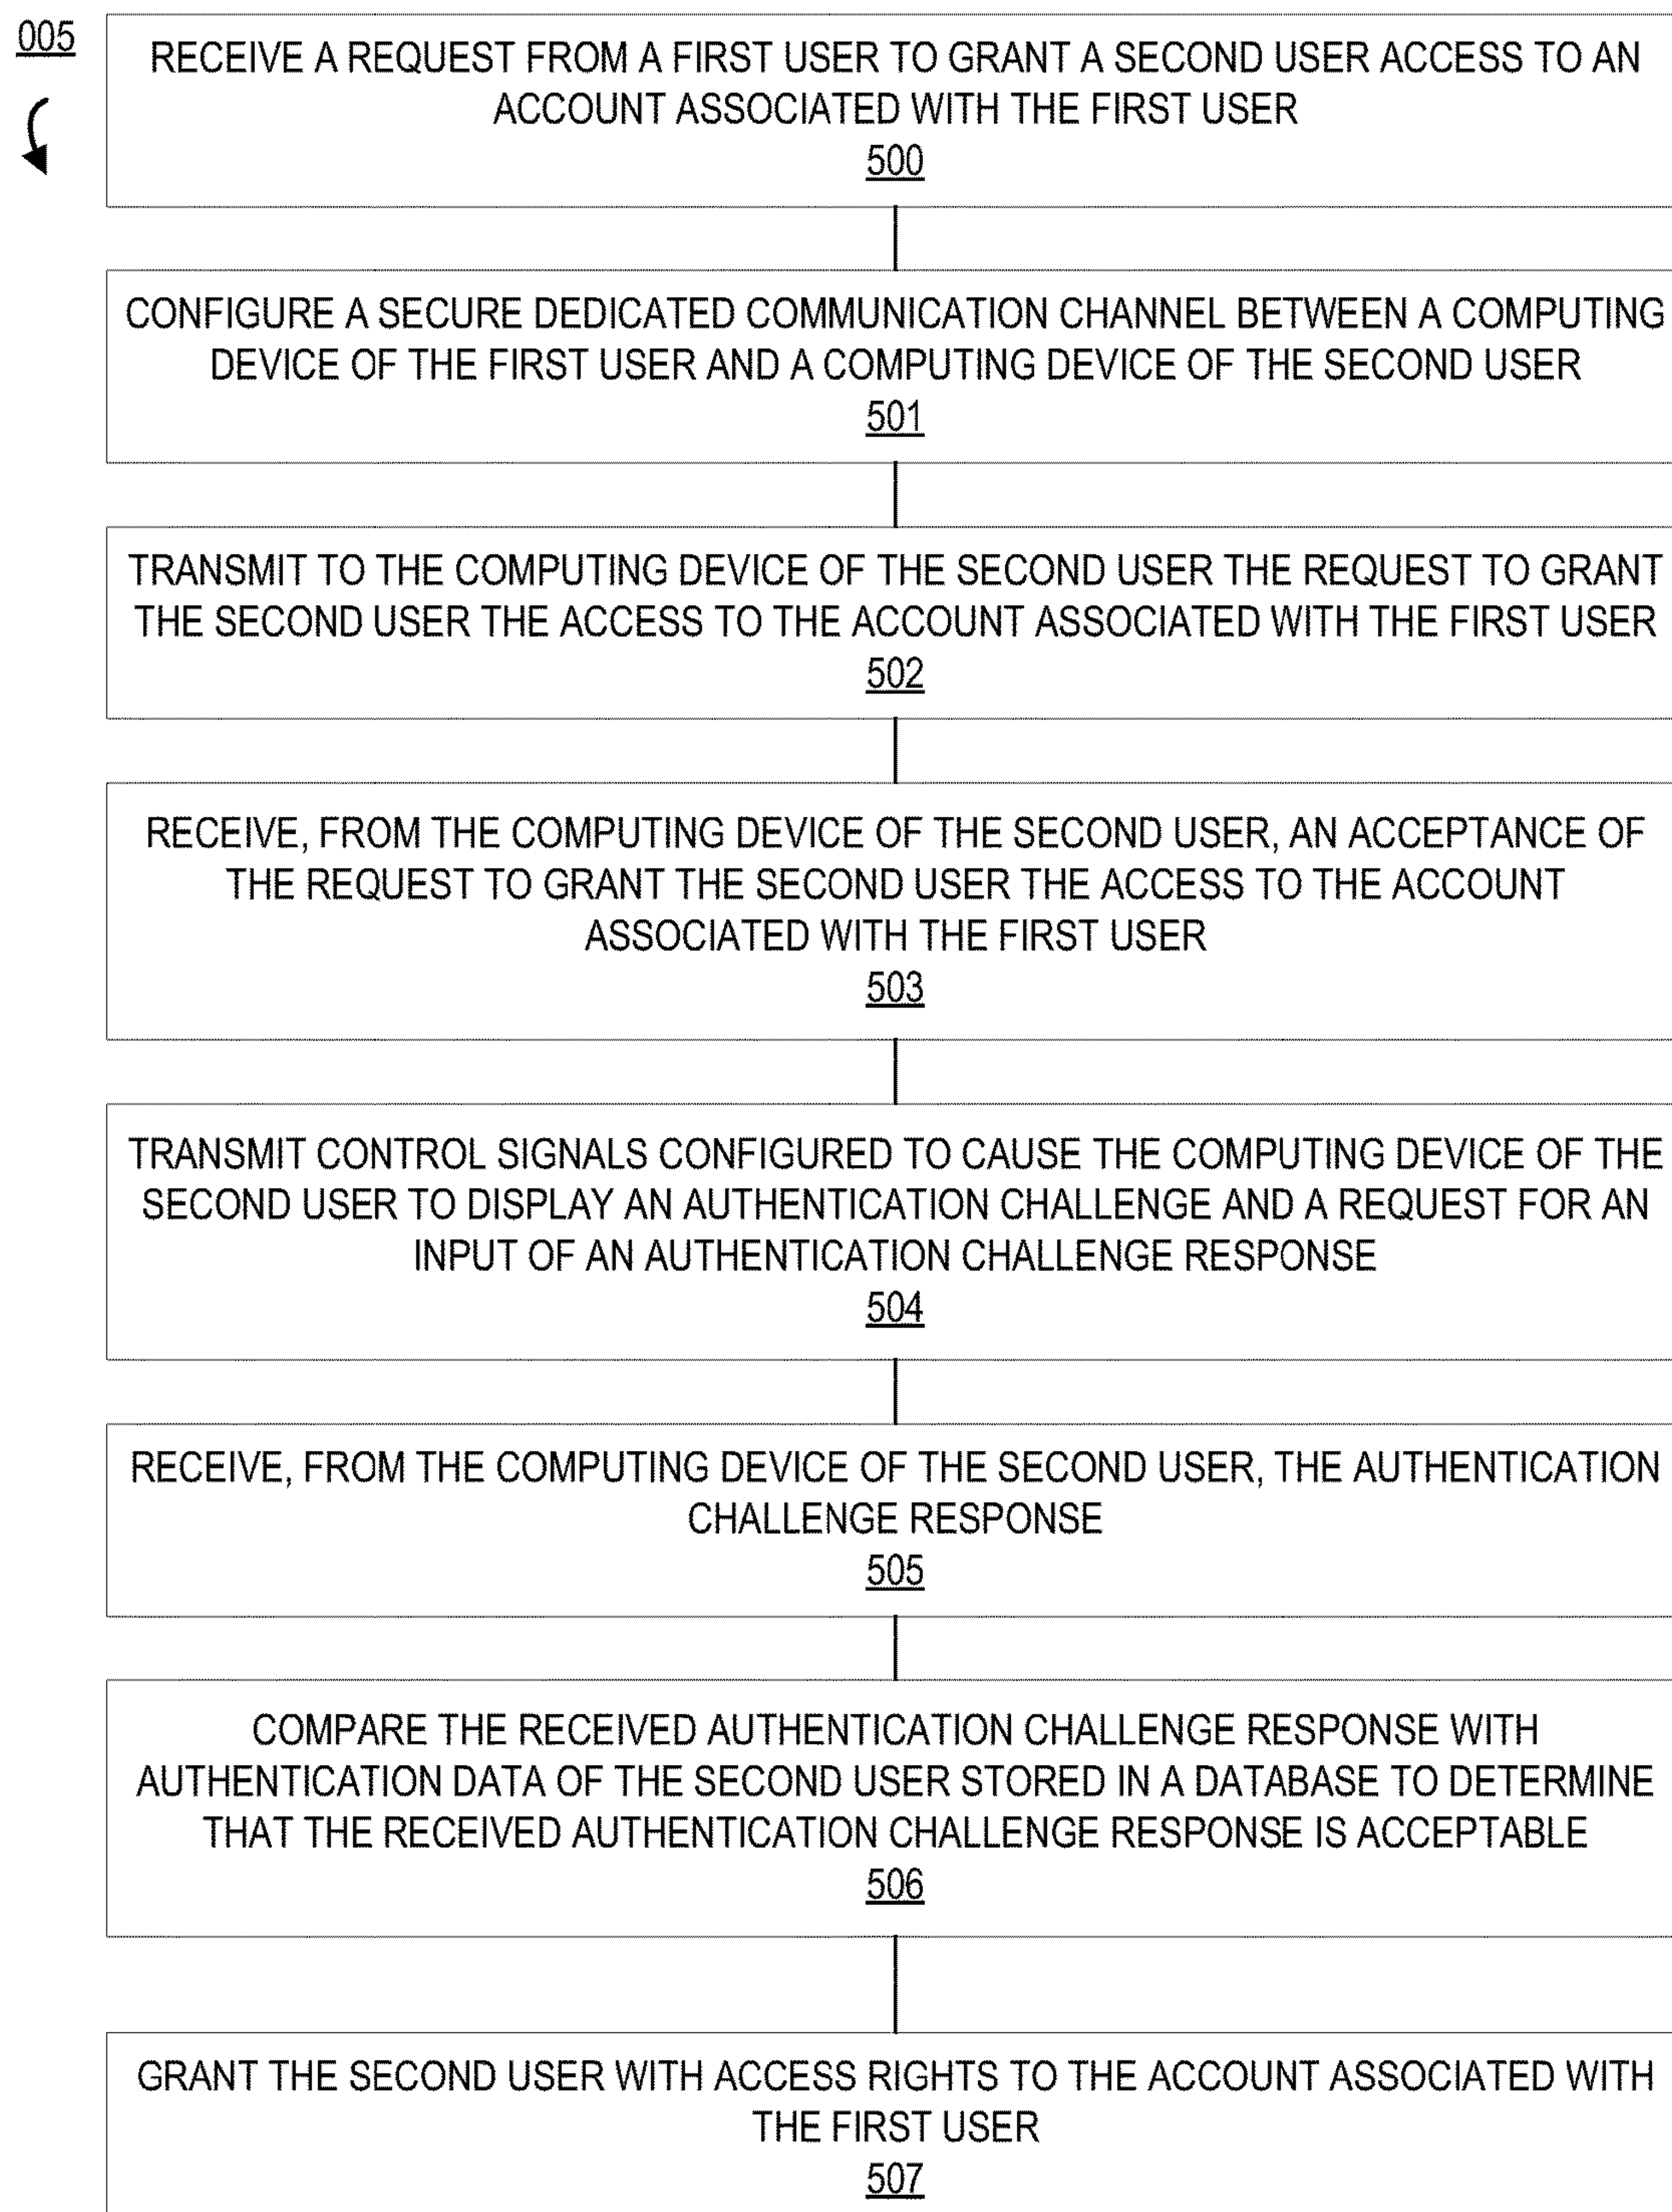 005
RECEIVE A REQUEST FROM A FIRST USER TO GRANT A SECOND USER ACCESS TO AN
ACCOUNT ASSOCIATED WITH THE FIRST USER
500
CONFIGURE A SECURE DEDICATED COMMUNICATION CHANNEL BETWEEN A COMPUTING
DEVICE OF THE FIRST USER AND A COMPUTING DEVICE OF THE SECOND USER
501
TRANSMIT TO THE COMPUTING DEVICE OF THE SECOND USER THE REQUEST TO GRANT
THE SECOND USER THE ACCESS TO THE ACCOUNT ASSOCIATED WITH THE FIRST USER
502
RECEIVE, FROM THE COMPUTING DEVICE OF THE SECOND USER, AN ACCEPTANCE OF
THE REQUEST TO GRANT THE SECOND USER THE ACCESS TO THE ACCOUNT
ASSOCIATED WITH THE FIRST USER
503
TRANSMIT CONTROL SIGNALS CONFIGURED TO CAUSE THE COMPUTING DEVICE OF THE
SECOND USER TO DISPLAY AN AUTHENTICATION CHALLENGE AND A REQUEST FOR AN
INPUT OF AN AUTHENTICATION CHALLENGE RESPONSE
504
RECEIVE, FROM THE COMPUTING DEVICE OF THE SECOND USER, THE AUTHENTICATION
CHALLENGE RESPONSE
505
COMPARE THE RECEIVED AUTHENTICATION CHALLENGE RESPONSE WITH
AUTHENTICATION DATA OF THE SECOND USER STORED IN A DATABASE TO DETERMINE
THAT THE RECEIVED AUTHENTICATION CHALLENGE RESPONSE IS ACCEPTABLE
506
GRANT THE SECOND USER WITH ACCESS RIGHTS TO THE ACCOUNT ASSOCIATED WITH
THE FIRST USER
507